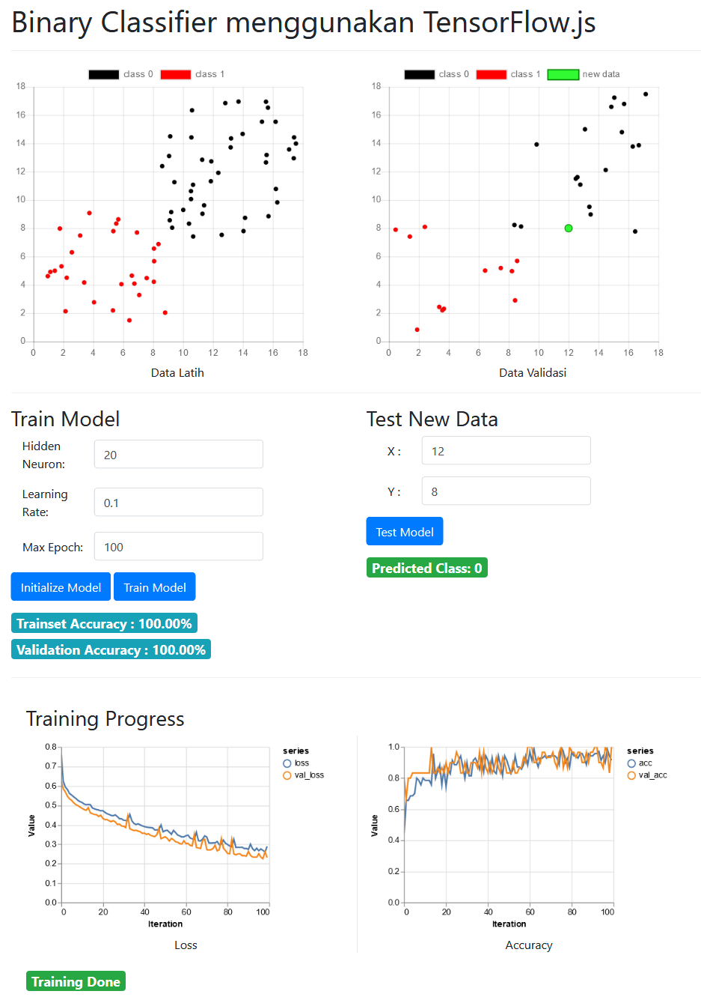 Binary Classifier menggunakan TensorFlow.js
class 0 class 1
18
16
14
12
10
8
6
4
2
0
0 2 4 6 8 10 12 14 16 18
Data Latih
class 0 class 1 new data
18
16
14
12
10
8
6
4
2
0
0 2 4 6 8 10 12 14 16 18
Data Validasi
Train Model
Hidden
Neuron:
20
Learning
Rate:
0.1
Max Epoch: 100
Initialize Model Train Model
Trainset Accuracy : 100.00%
Validation Accuracy : 100.00%
Test New Data
X : 12
Y : 8
Test Model
Predicted Class: 0
Training Progress
0.8
0.7
0.6
0.5
0.4
0.3
0.2
0.1
0.0
Value
0 20 40 60 80 100
Iteration
series
loss
val_loss
Loss
1.0
0.8
0.6
0.4
0.2
0.0
Value
0 20 40 60 80 100
Iteration
series
acc
val_acc
Accuracy
Training Done